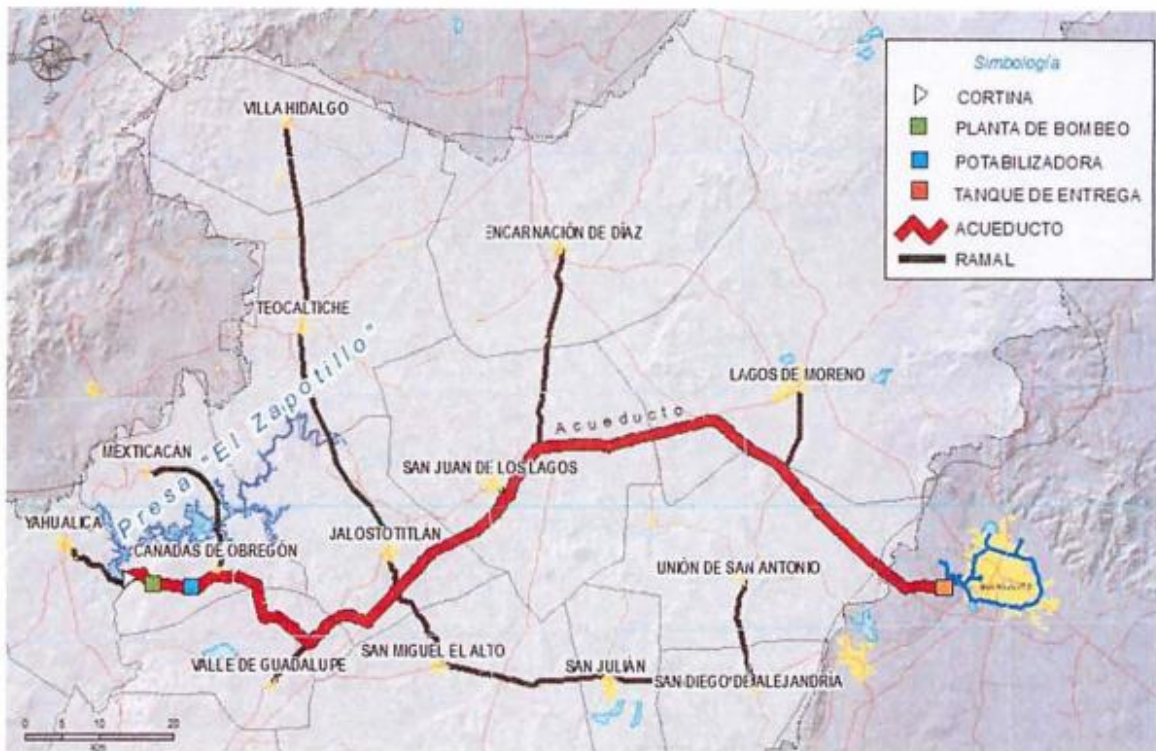 Simbología
CORTINA
PLANTA DE BOMBEO
POTABILIZADORA
TANQUE DE ENTREGA
ACUEDUCTO
RAMAL
VILLA HIDALGO
ENCARNACIÓN DE DÍAZ
TEOCALTICHE
LAGOS DE MORENO
Acueducto
Presa "El Zapotillo"
MEXTICACÁN
SAN JUAN DE LOS LAGOS
YAHUALICA
CAÑADAS DE OBREGÓN
JALOSTOTITLÁN
UNIÓN DE SAN ANTONIO
VALLE DE GUADALUPE
SAN MIGUEL EL ALTO
SAN JULIÁN
SAN DIEGO DE ALEJANDRÍA
0 5 10 20